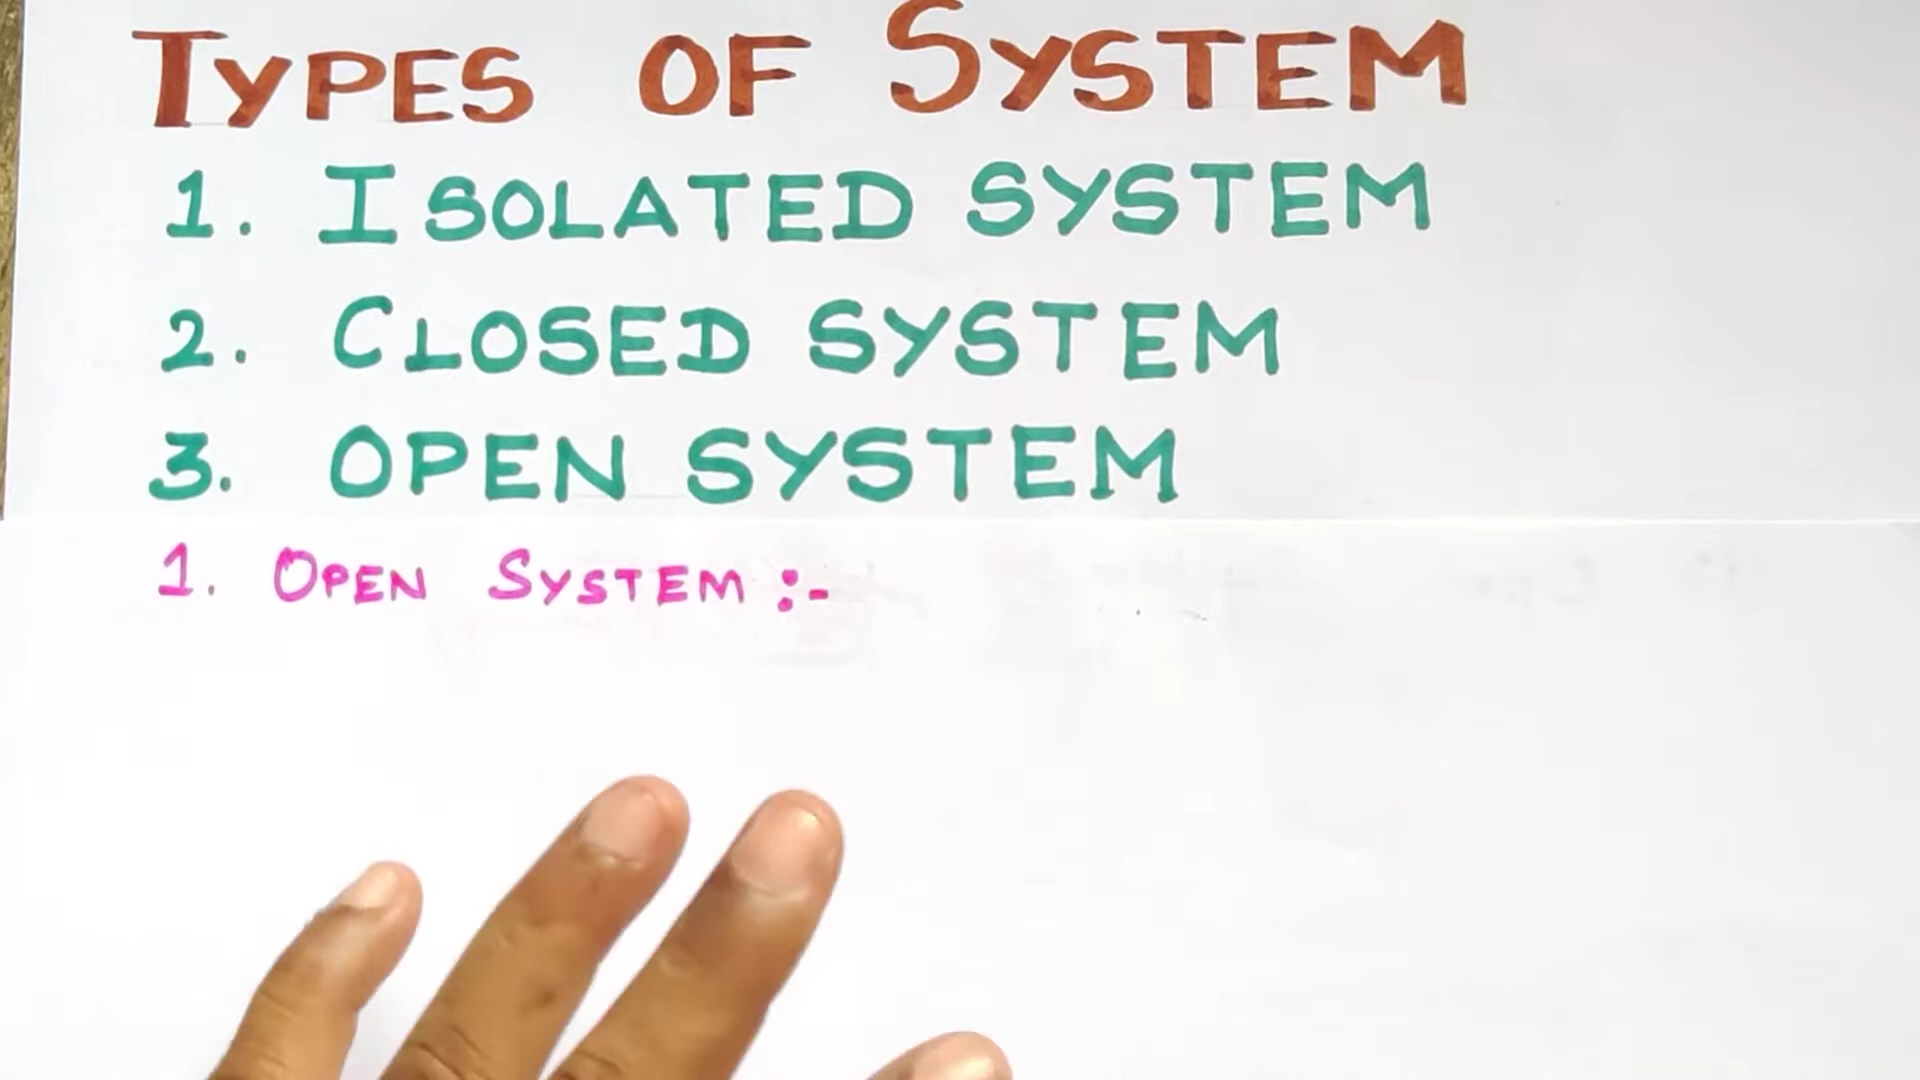 TYPES OF SYSTEM
1. ISOLATED SYSTEM
2. CLOSED SYSTEM
3. OPEN SYSTEM
1. OPEN SYSTEM :-